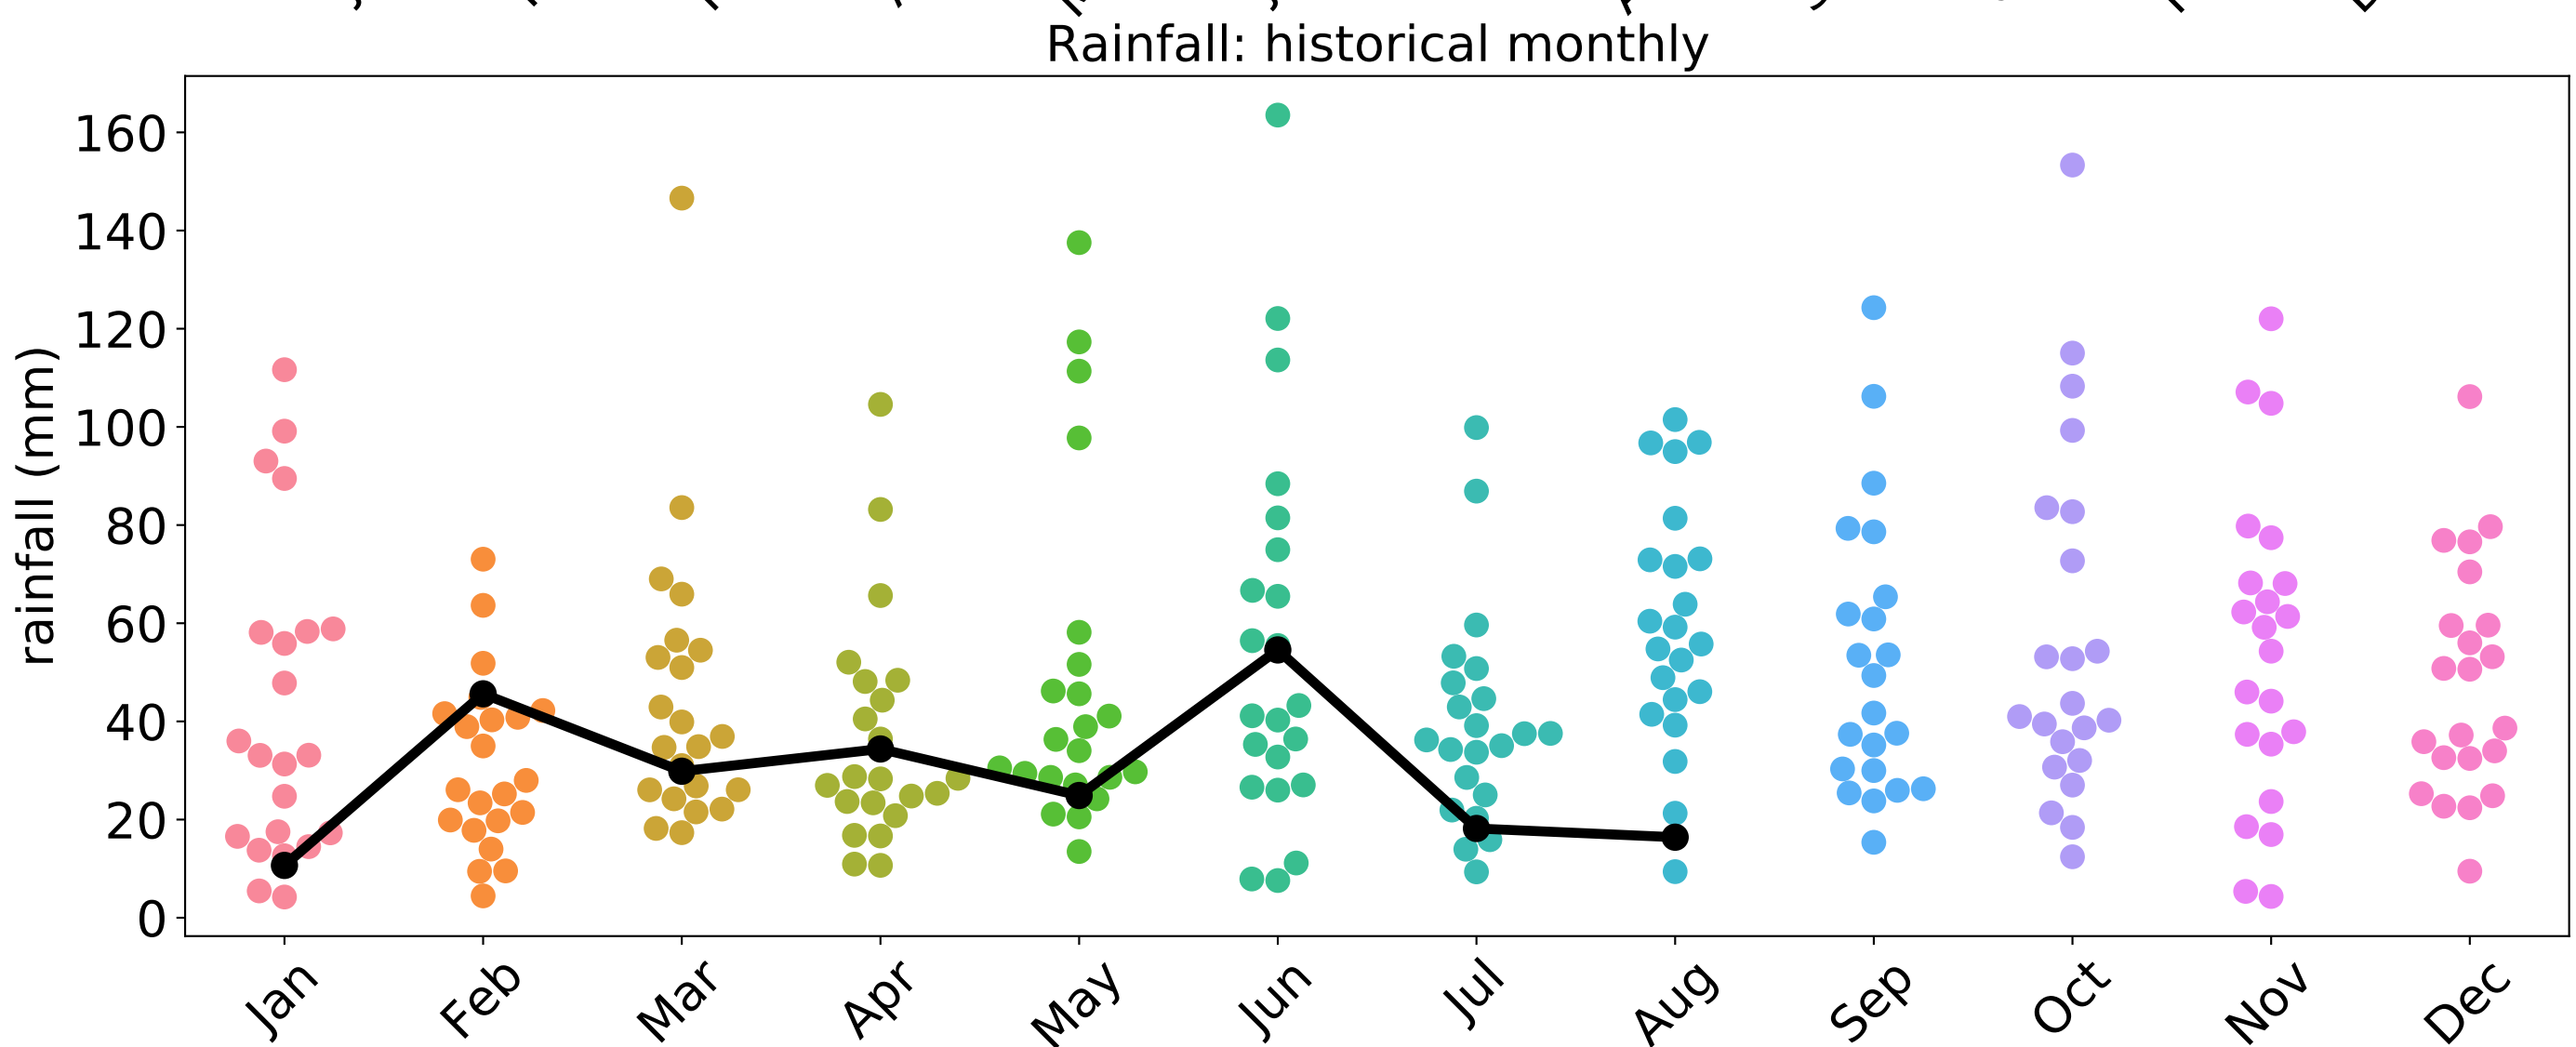 Rainfall: historical monthly
rainfall (mm)
160
140
120
100
80
60
40
20
0
Jan
Feb
Mar
Apr
May
Jun
Jul
Aug
Sep
Oct
Nov
Dec